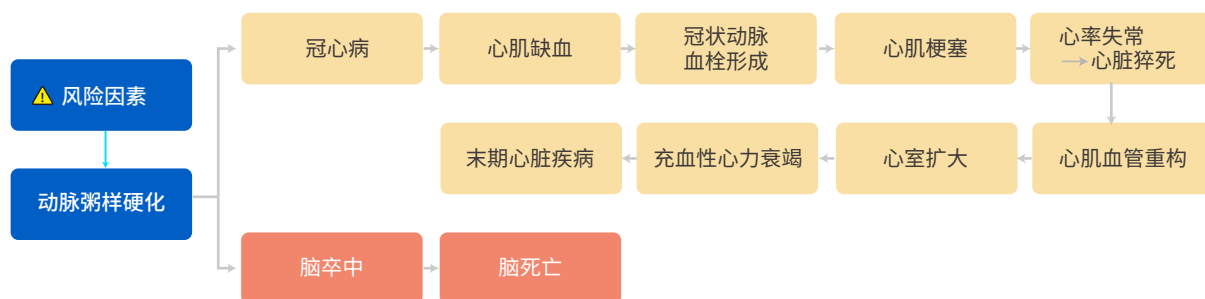 风险因素
动脉粥样硬化
冠心病
心肌缺血
冠状动脉
血栓形成
心肌梗塞
心率失常
心脏猝死
心肌血管重构
心室扩大
充血性心力衰竭
末期心脏疾病
脑卒中
脑死亡